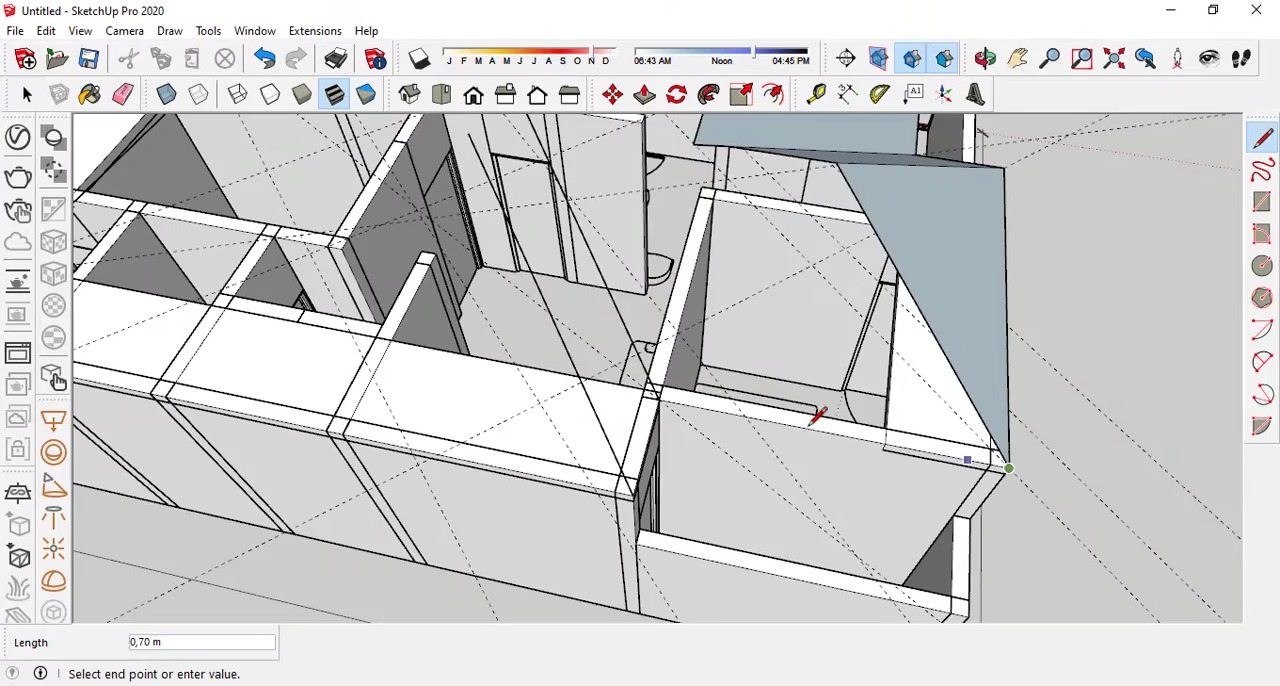 Untitled - SketchUp Pro 2020
File Edit View Camera Draw Tools Window Extensions Help
J F M A M J J A S O N D 06:43 AM Noon 04:45 PM
A1
Length 0,70 m
Select end point or enter value.